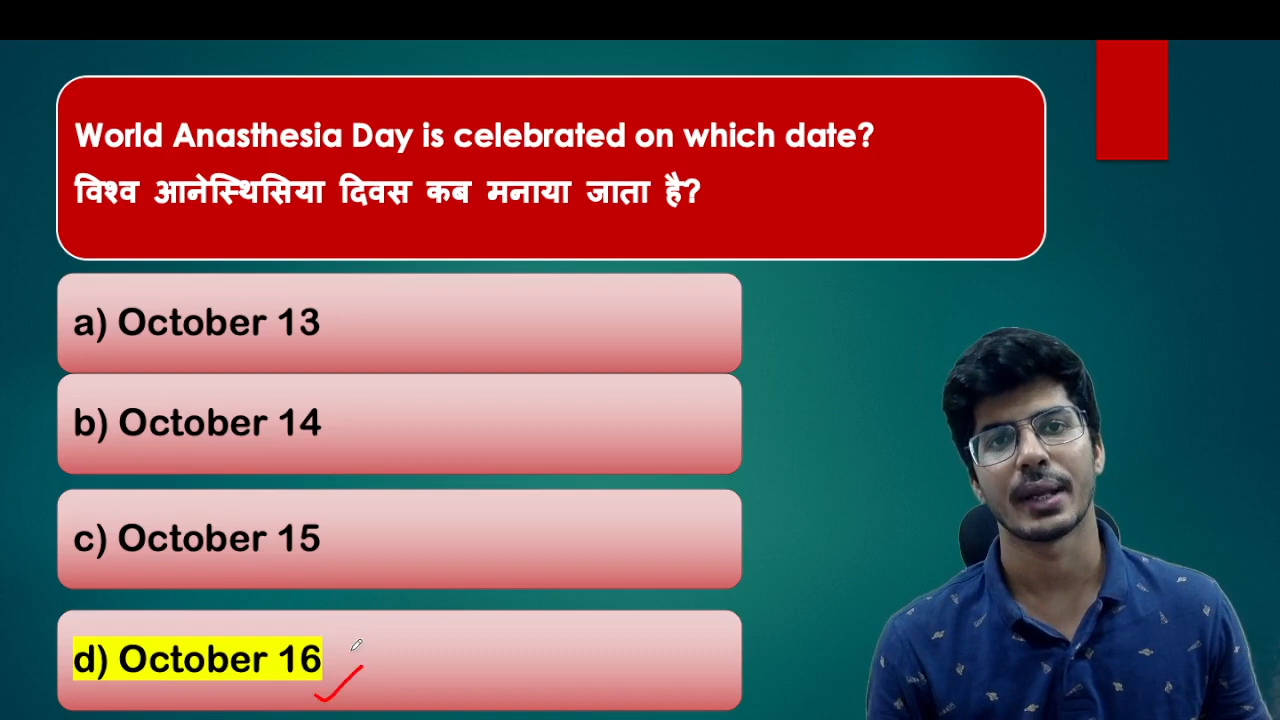 World Anasthesia Day is celebrated on which date?
विश्व आनेस्थिसिया दिवस कब मनाया जाता है?
a) October 13
b) October 14
c) October 15
d) October 16